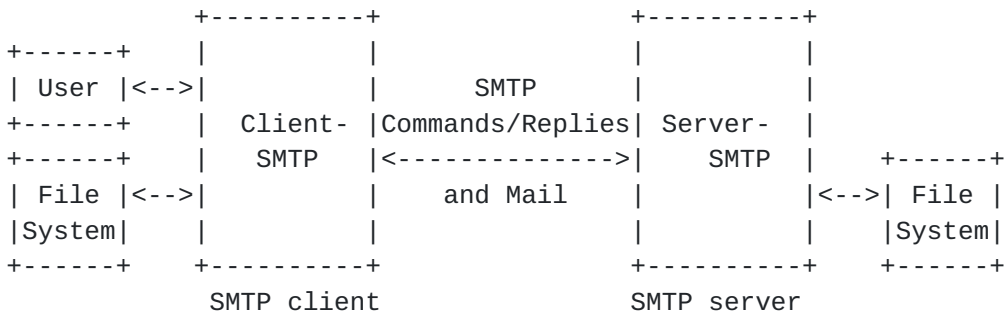 +----------+                +----------+
+------+    |          |                |          |
| User |<-->|          |      SMTP      |          |
+------+    |  Client- |Commands/Replies| Server-  |
+------+    |   SMTP   |<-------------->|    SMTP  |    +------+
| File |<-->|          |    and Mail    |          |<-->| File |
|System|    |          |                |          |    |System|
+------+    +----------+                +----------+    +------+
             SMTP client                SMTP server